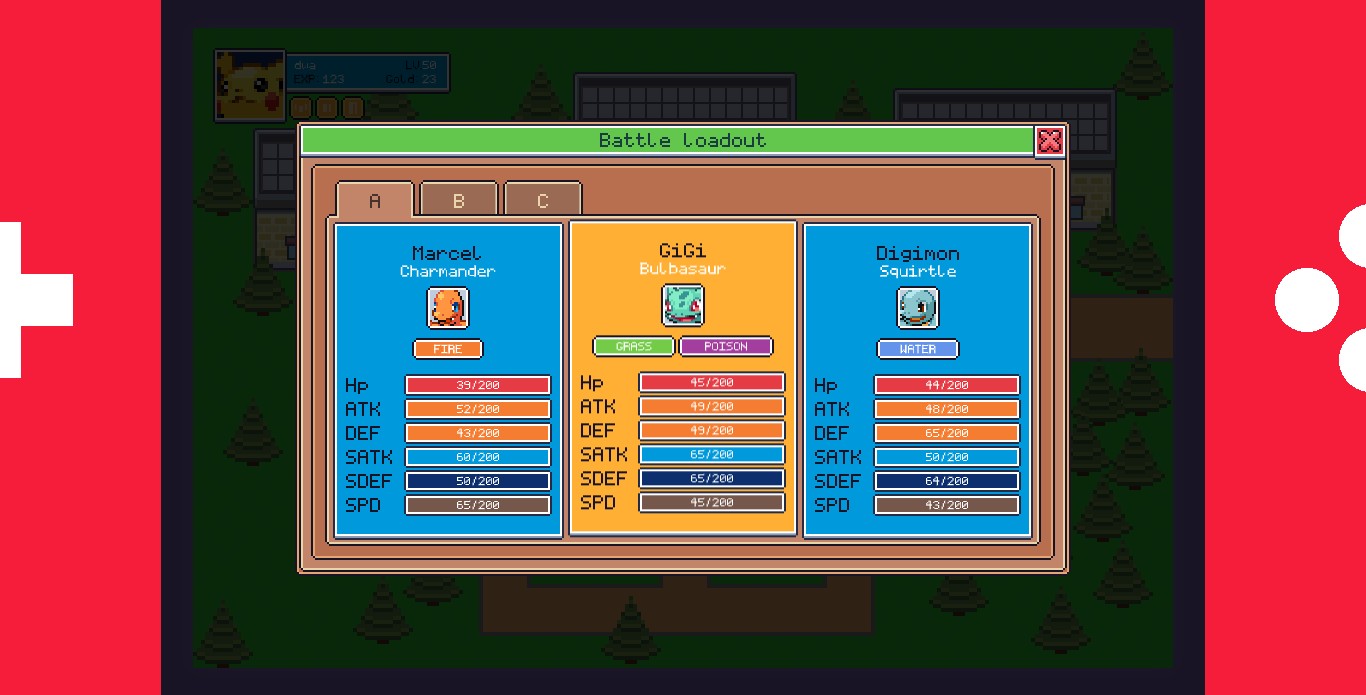 dya LV 50
EXP 123 Gold 23
Battle Loadout
A B C
Marcel
Charmander
FIRE
Hp 39/200
ATK 52/200
DEF 43/200
SATK 60/200
SDEF 50/200
SPD 65/200
GiGi
Bulbasaur
GRASS POISON
Hp 45/200
ATK 49/200
DEF 49/200
SATK 65/200
SDEF 65/200
SPD 45/200
Digimon
Squirtle
WATER
Hp 44/200
ATK 48/200
DEF 65/200
SATK 50/200
SDEF 64/200
SPD 43/200